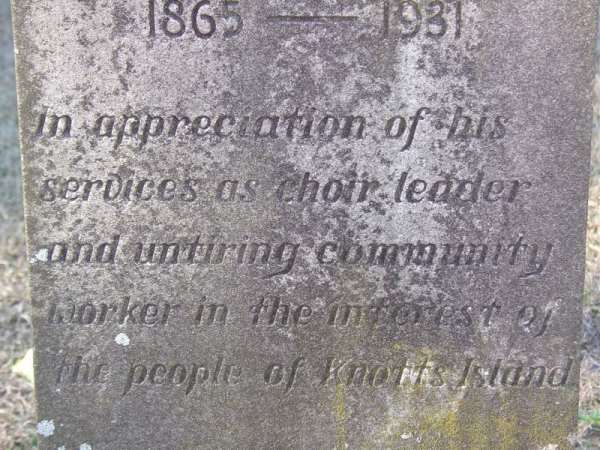 1865 — 1931
In appreciation of his
services as choir leader
and untiring community
worker in the interest of
the people of Knotts Island